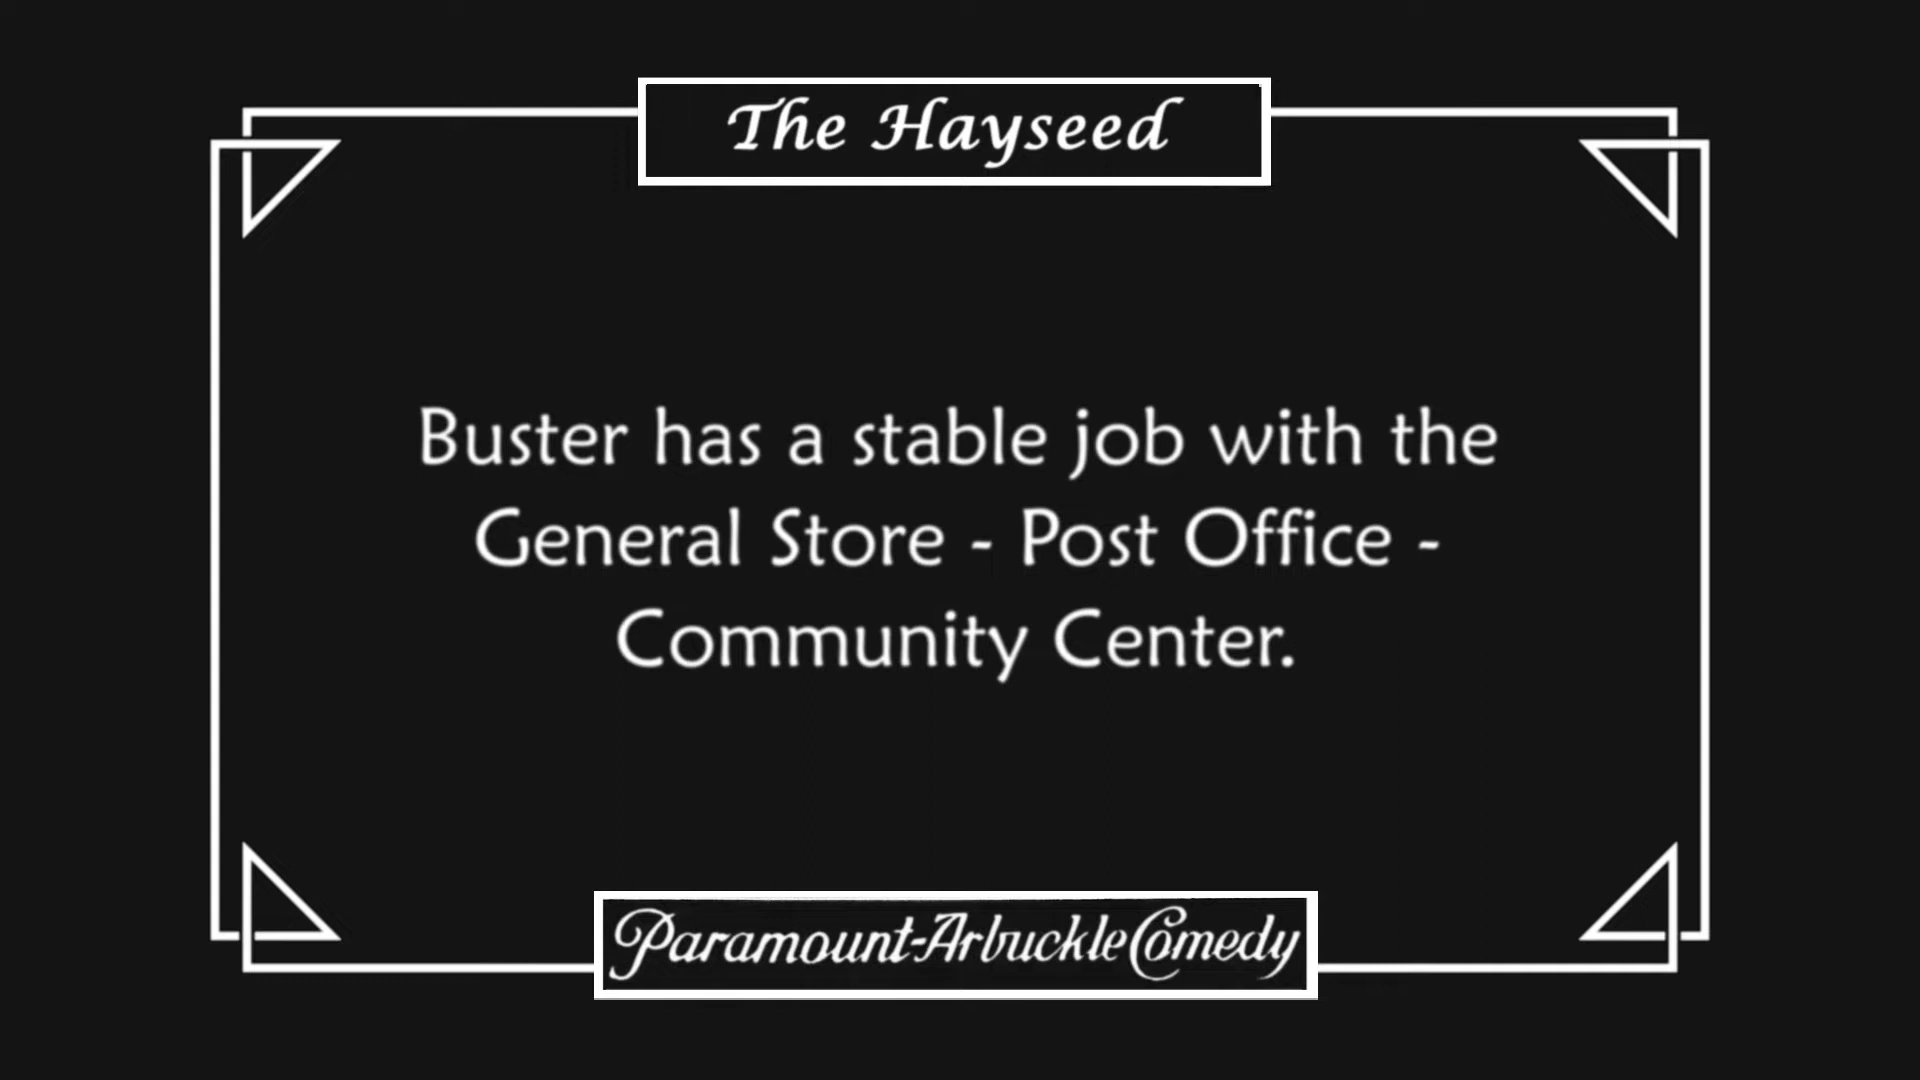 The Hayseed
Buster has a stable job with the
General Store - Post Office -
Community Center.
Paramount-Arbuckle Comedy